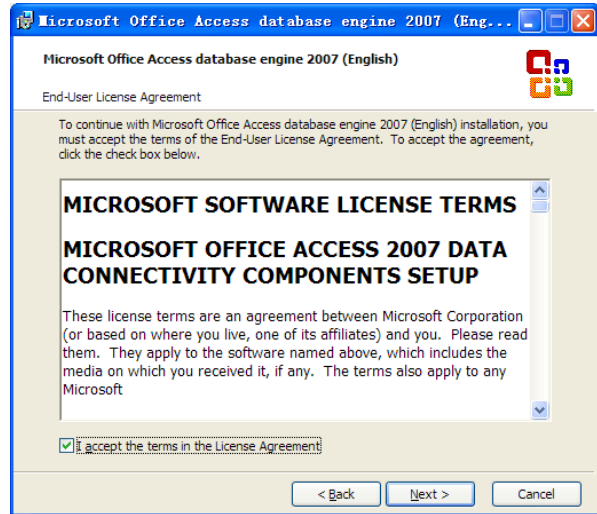 Microsoft Office Access database engine 2007 (Eng...
Microsoft Office Access database engine 2007 (English)
End-User License Agreement
To continue with Microsoft Office Access database engine 2007 (English) installation, you
must accept the terms of the End-User License Agreement. To accept the agreement,
click the check box below.
MICROSOFT SOFTWARE LICENSE TERMS
MICROSOFT OFFICE ACCESS 2007 DATA
CONNECTIVITY COMPONENTS SETUP
These license terms are an agreement between Microsoft Corporation
(or based on where you live, one of its affiliates) and you. Please read
them. They apply to the software named above, which includes the
media on which you received it, if any. The terms also apply to any
Microsoft
I accept the terms in the License Agreement
< Back Next > Cancel